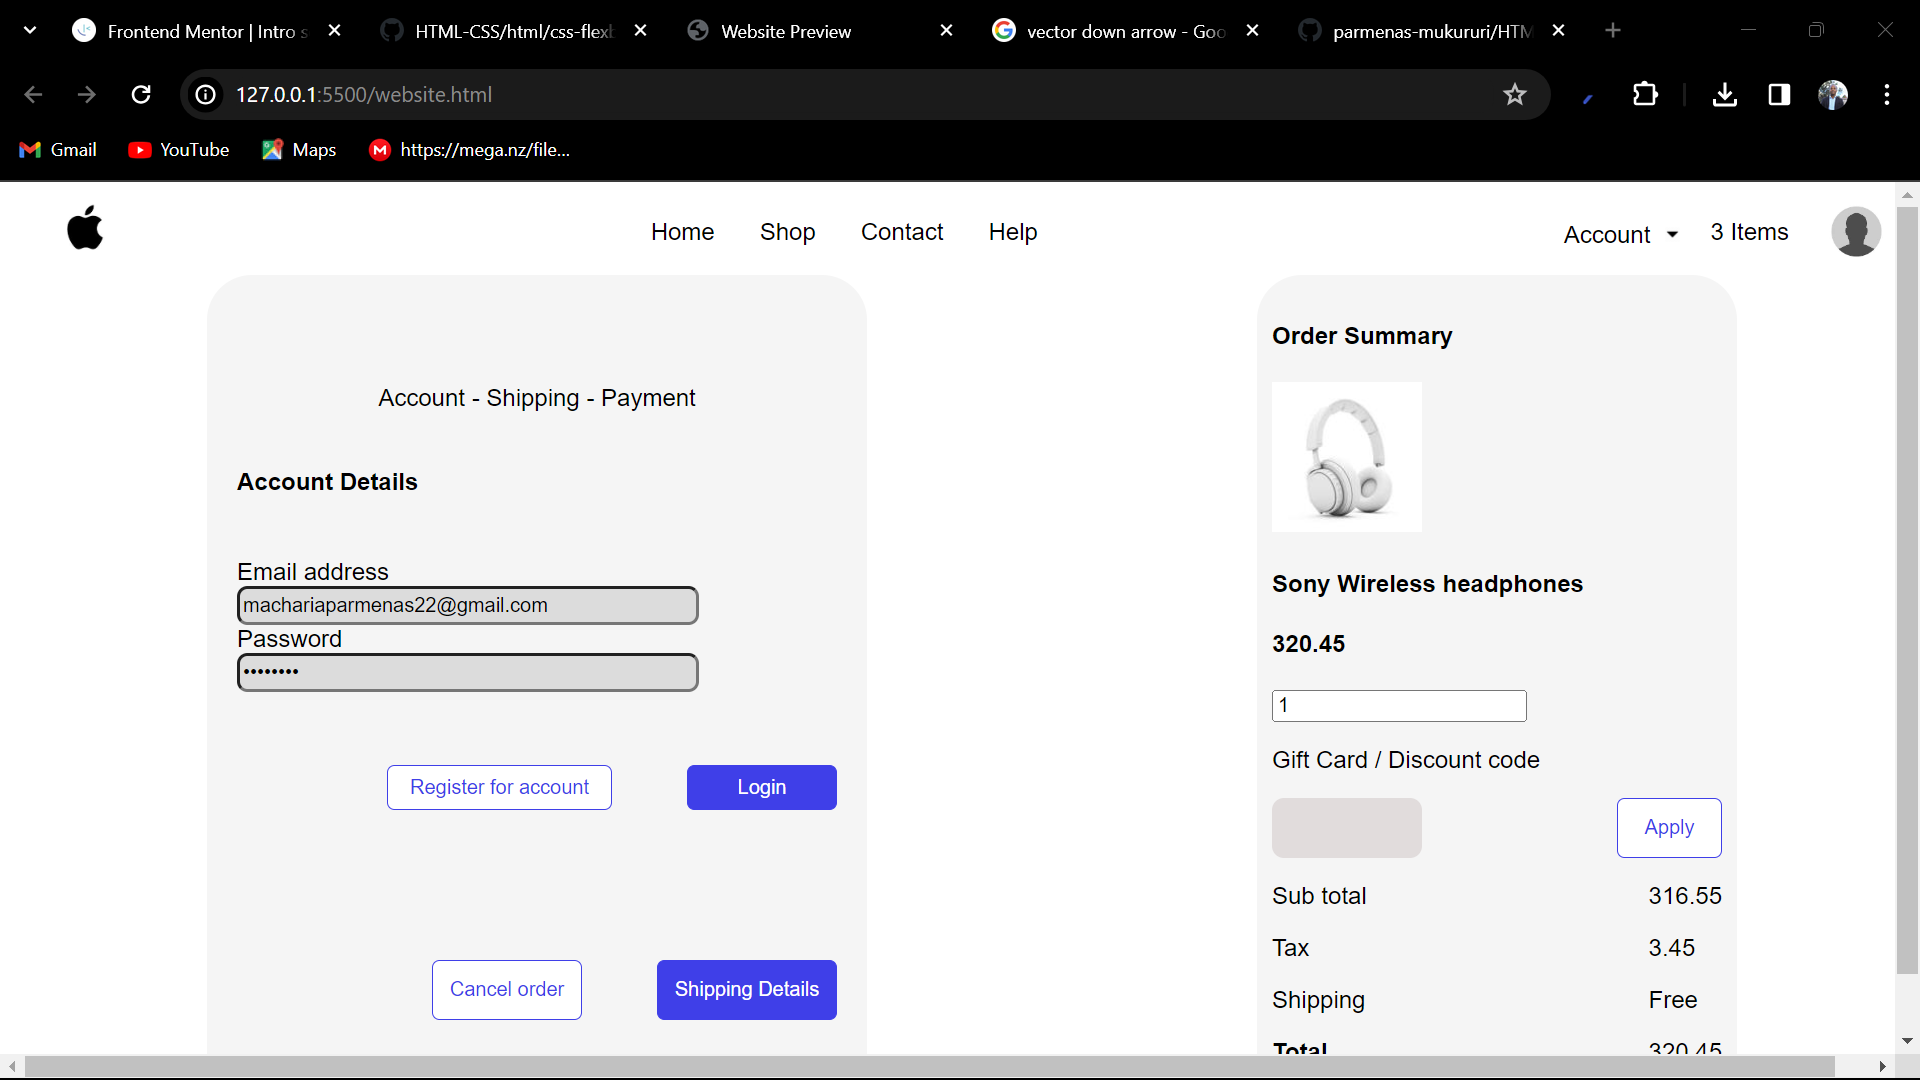 Frontend Mentor | Intro s
HTML-CSS/html/css-flexb
Website Preview
vector down arrow - Goo
parmenas-mukururi/HTM
127.0.0.1:5500/website.html
Gmail
YouTube
Maps
https://mega.nz/file...
Home
Shop
Contact
Help
Account
3 Items
Account - Shipping - Payment
Account Details
Email address
machariaparmenas22@gmail.com
Password
••••••••
Register for account
Login
Cancel order
Shipping Details
Order Summary
Sony Wireless headphones
320.45
1
Gift Card / Discount code
Apply
Sub total 316.55
Tax 3.45
Shipping Free
Total 320.45